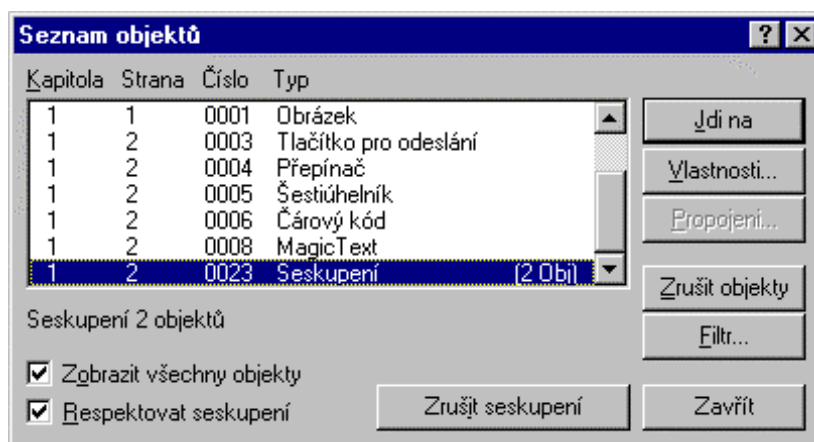 Seznam objektů
Kapitola Strana Číslo Typ
1 1 0001 Obrázek
1 2 0003 Tlačítko pro odeslání
1 2 0004 Přepínač
1 2 0005 Šestiúhelník
1 2 0006 Čárový kód
1 2 0008 MagicText
1 2 0023 Seskupení (2 Obj)
Jdi na
Vlastnosti...
Propojeni...
Zrušit objekty
Filtr...
Seskupení 2 objektů
Zobrazit všechny objekty
Respektovat seskupení
Zrušit seskupení
Zavřít